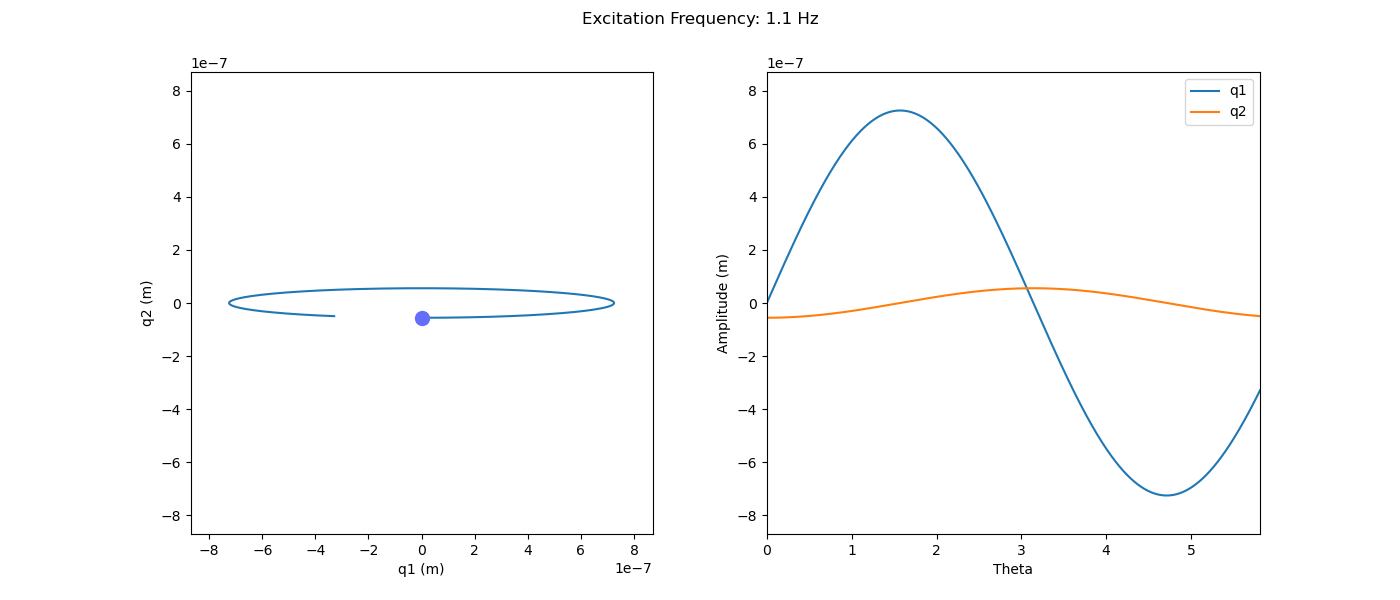 Excitation Frequency: 1.1 Hz
1e−7
8
6
4
2
0
−2
−4
−6
−8
q2 (m)
−8 −6 −4 −2 0 2 4 6 8
q1 (m)
1e−7
1e−7
8
6
4
2
0
−2
−4
−6
−8
Amplitude (m)
q1
q2
0 1 2 3 4 5
Theta